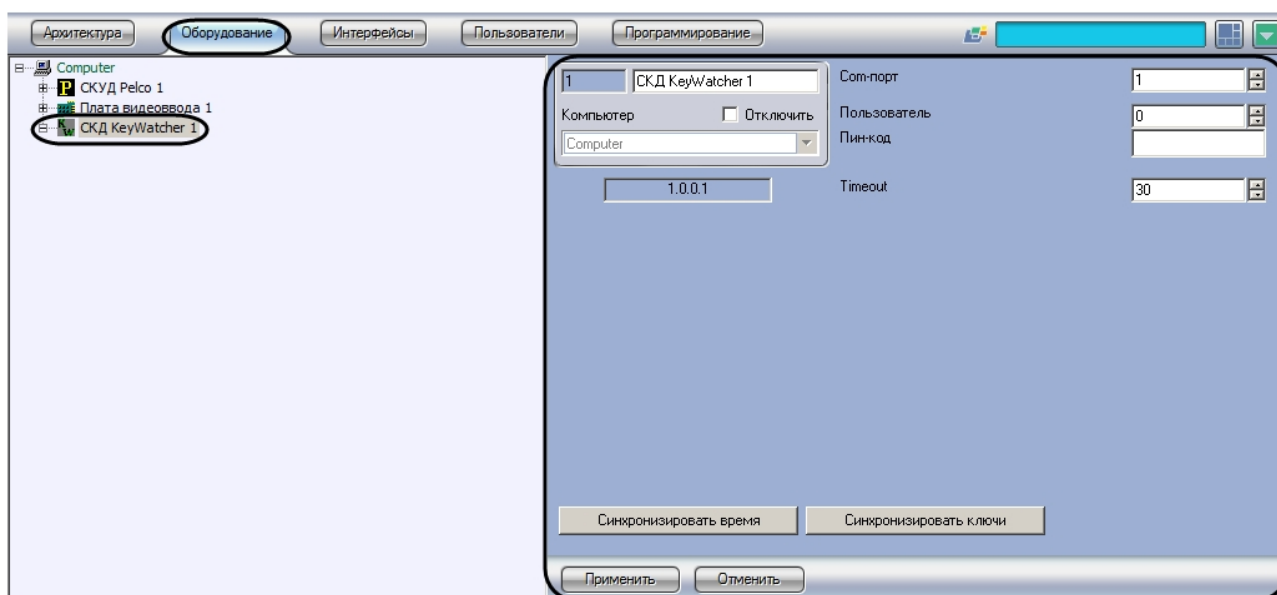 Архитектура Оборудование Интерфейсы Пользователи Программирование
Computer
P СКУД Pelco 1
Плата видеоввода 1
KW СКД KeyWatcher 1
1 СКД KeyWatcher 1
Компьютер Отключить
Computer
1.0.0.1
Com-порт 1
Пользователь 0
Пин-код
Timeout 30
Синхронизировать время Синхронизировать ключи
Применить Отменить